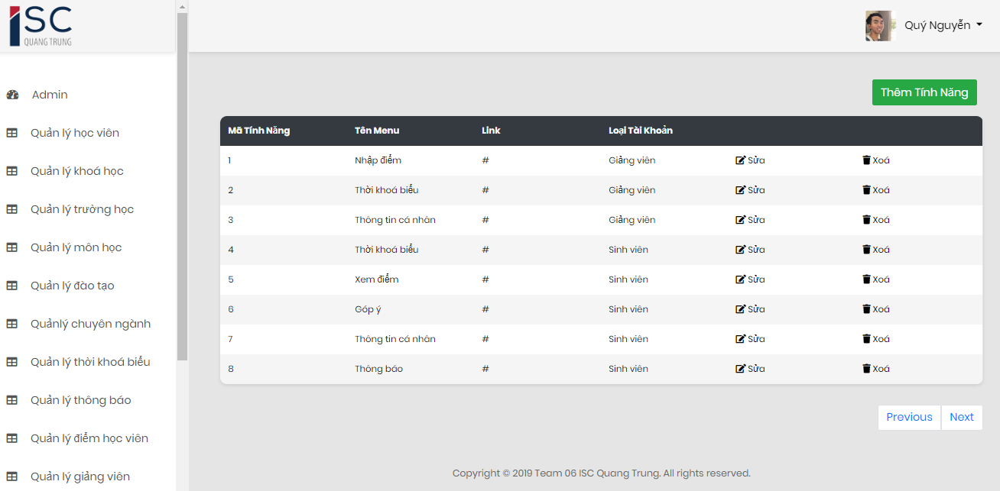 ISC
QUANG TRUNG
Quý Nguyễn
Admin
Quản lý học viên
Quản lý khoá học
Quản lý trường học
Quản lý môn học
Quản lý đào tạo
Quảnlý chuyên ngành
Quản lý thời khoá biểu
Quản lý thông báo
Quản lý điểm học viên
Quản lý giảng viên
Thêm Tính Năng
Mã Tính Năng Tên Menu Link Loại Tài Khoản
1 Nhập điểm # Giảng viên Sửa Xoá
2 Thời khoá biểu # Giảng viên Sửa Xoá
3 Thông tin cá nhân # Giảng viên Sửa Xoá
4 Thời khoá biểu # Sinh viên Sửa Xoá
5 Xem điểm # Sinh viên Sửa Xoá
6 Góp ý # Sinh viên Sửa Xoá
7 Thông tin cá nhân # Sinh viên Sửa Xoá
8 Thông báo # Sinh viên Sửa Xoá
Previous Next
Copyright © 2019 Team 06 ISC Quang Trung. All rights reserved.